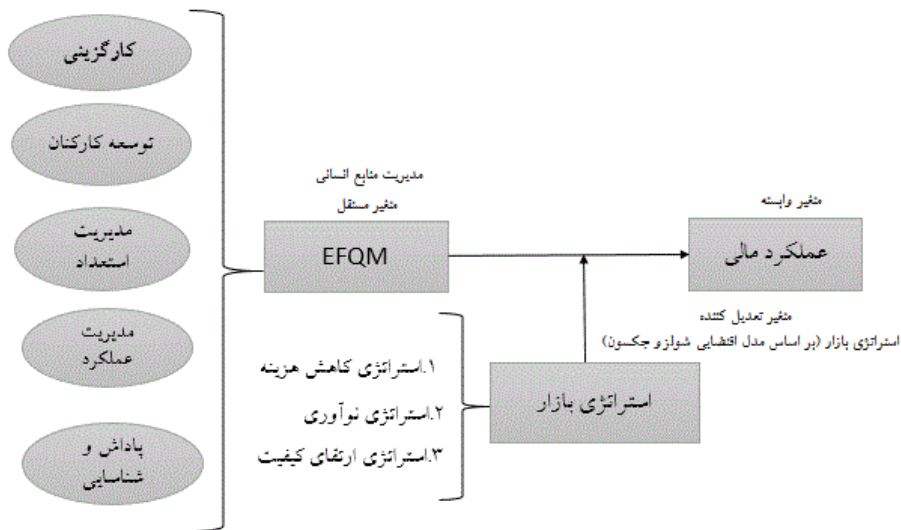 کارگزینی
توسعه کارکنان
مدیریت
استعداد
مدیریت
عملکرد
پاداش و
شناسایی
مدیریت منابع انسانی
متغیر مستقل
EFQM
متغیر وابسته
عملکرد مالی
متغیر تعدیل کننده
استراتژی بازار (بر اساس مدل اقتضایی شولز و جکسون)
استراتژی بازار
۱.استراتژی کاهش هزینه
۲.استراتژی نوآوری
۳.استراتژی ارتقای کیفیت